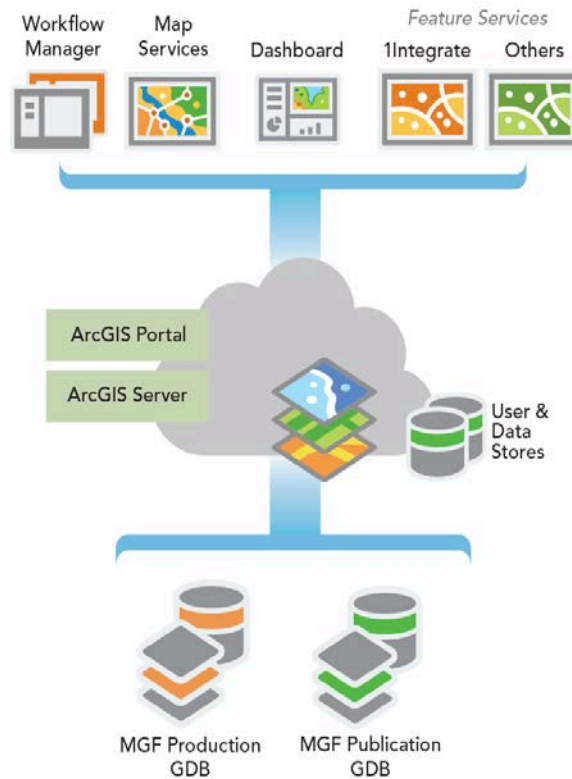 Feature Services
Workflow
Manager
Map
Services
Dashboard
1Integrate
Others
ArcGIS Portal
ArcGIS Server
User &
Data
Stores
MGF Production
GDB
MGF Publication
GDB